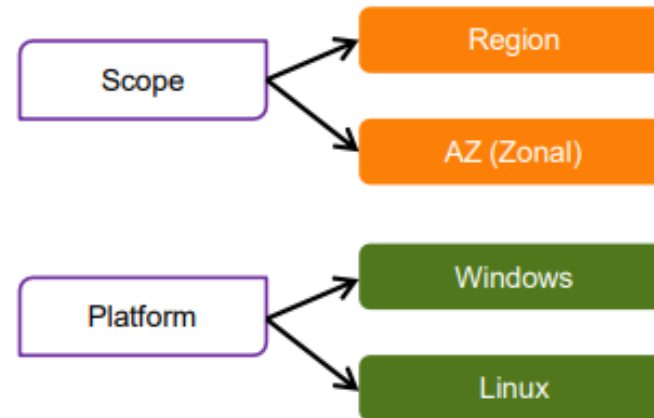 Scope
Region
AZ (Zonal)
Platform
Windows
Linux